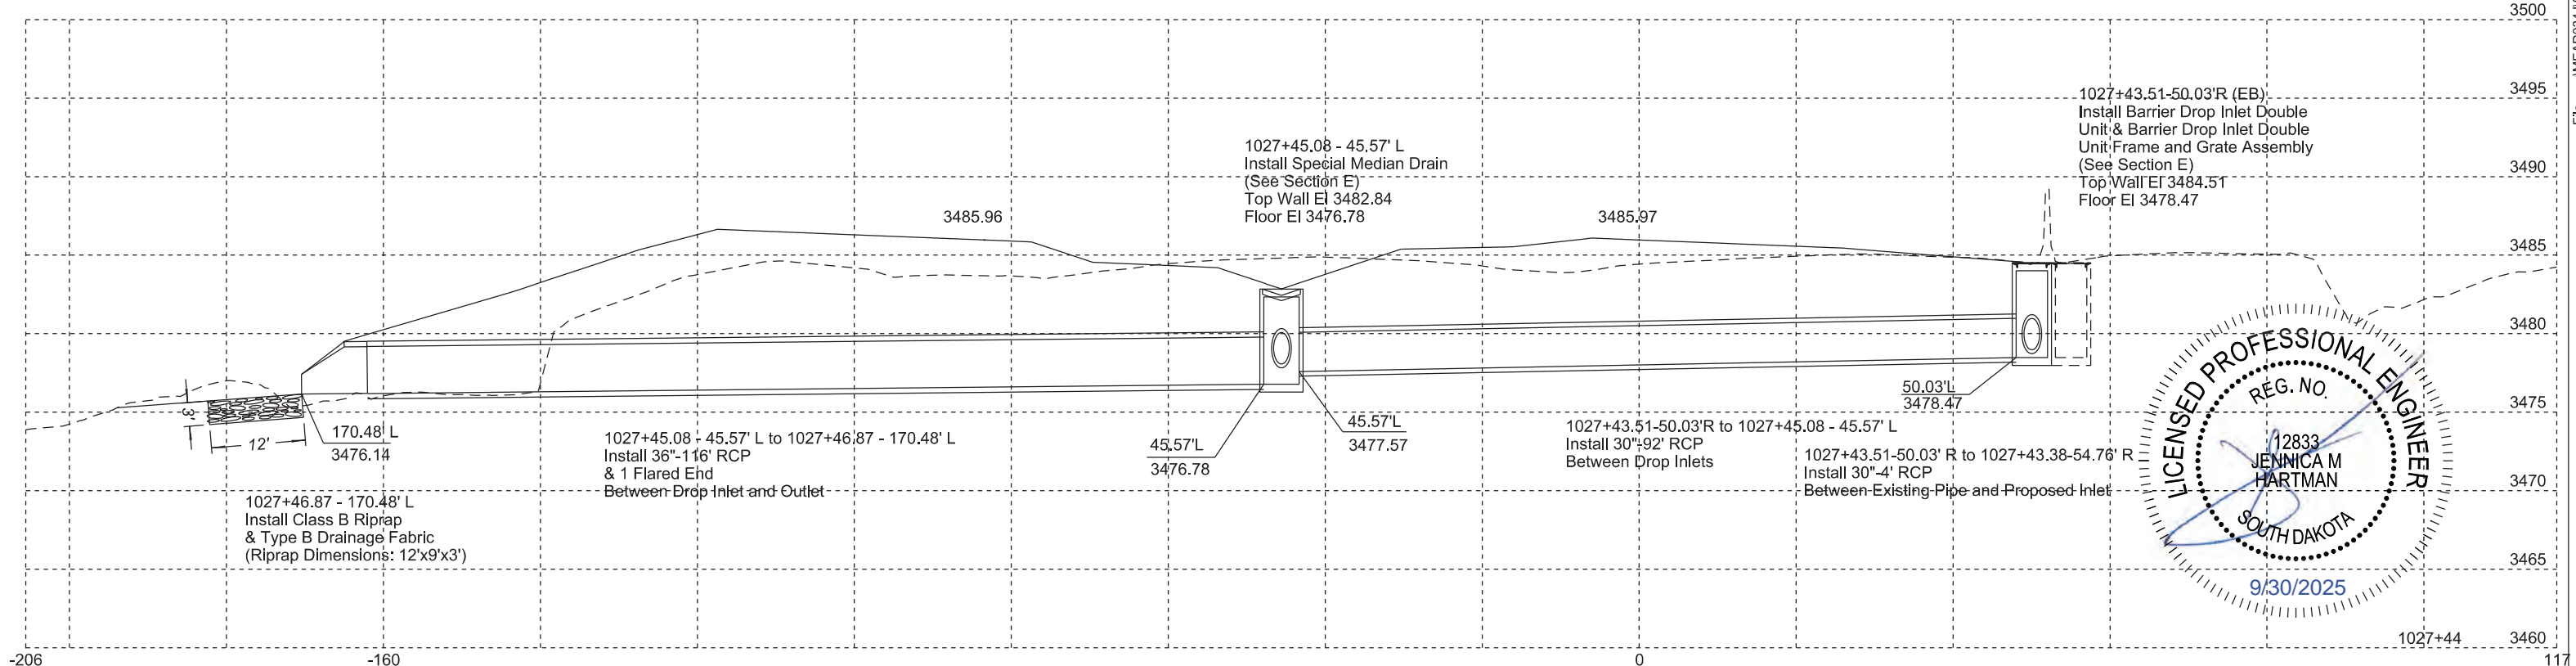 3500
3495
3490
3485
3480
3475
3470
3465
3460
1027+43.51-50.03'R (EB)
Install Barrier Drop Inlet Double
Unit & Barrier Drop Inlet Double
Unit Frame and Grate Assembly
(See Section E)
Top Wall El 3484.51
Floor El 3478.47
1027+45.08 - 45.57' L
Install Special Median Drain
(See Section E)
Top Wall El 3482.84
Floor El 3476.78
3485.96
3485.97
3'
12'
170.48' L
3476.14
1027+45.08 - 45.57' L to 1027+46.87 - 170.48' L
Install 36"-116' RCP
& 1 Flared End
Between Drop Inlet and Outlet
1027+46.87 - 170.48' L
Install Class B Riprap
& Type B Drainage Fabric
(Riprap Dimensions: 12'x9'x3')
45.57'L
3476.78
45.57'L
3477.57
50.03'L
3478.47
1027+43.51-50.03'R to 1027+45.08 - 45.57' L
Install 30"-92' RCP
Between Drop Inlets
1027+43.51-50.03' R to 1027+43.38-54.76' R
Install 30"-4' RCP
Between Existing Pipe and Proposed Inlet
LICENSED PROFESSIONAL ENGINEER
REG. NO.
12833
JENNICA M
HARTMAN
SOUTH DAKOTA
9/30/2025
1027+44
-206
-160
0
117